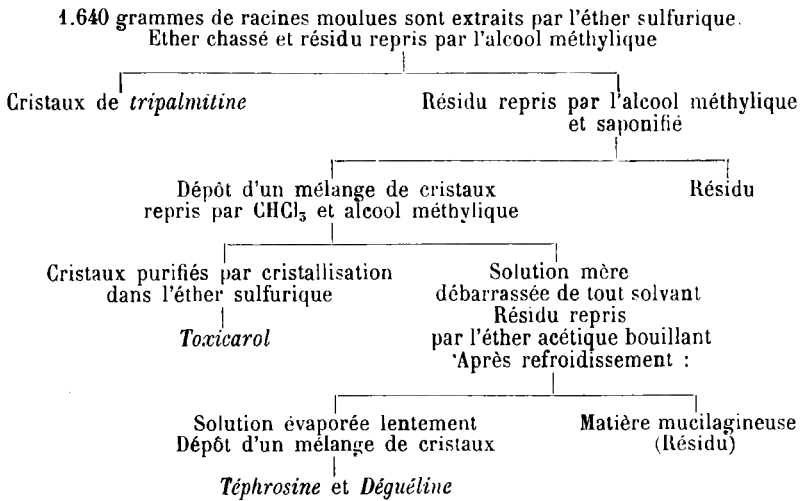 1.640 grammes de racines moulues sont extraits par l'éther sulfurique.
Ether chassé et résidu repris par l'alcool méthylique
Cristaux de tripalmitine
Résidu repris par l'alcool méthylique
et saponifié
Dépôt d'un mélange de cristaux
repris par CHCl₃ et alcool méthylique
Résidu
Cristaux purifiés par cristallisation
dans l'éther sulfurique
Toxicarol
Solution mère
débarrassée de tout solvant
Résidu repris
par l'éther acétique bouillant
Après refroidissement :
Solution évaporée lentement
Dépôt d'un mélange de cristaux
Téphrosine et Déguéline
Matière mucilagineuse
(Résidu)